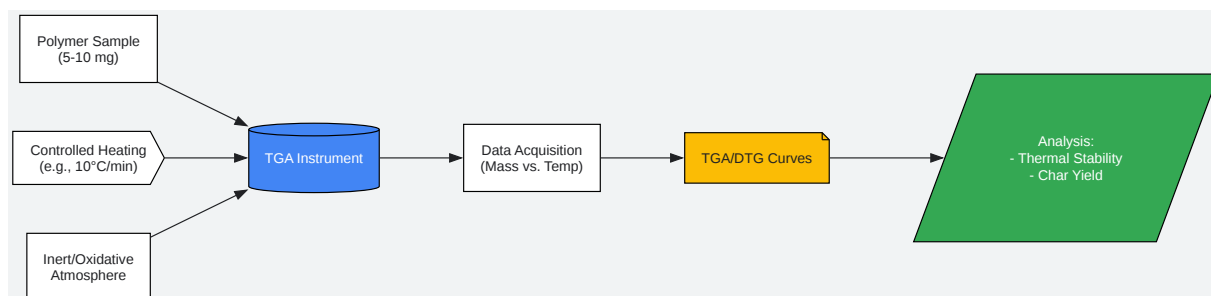 Polymer Sample
(5-10 mg)
Controlled Heating
(e.g., 10°C/min)
Inert/Oxidative
Atmosphere
TGA Instrument
Data Acquisition
(Mass vs. Temp)
TGA/DTG Curves
Analysis:
- Thermal Stability
- Char Yield